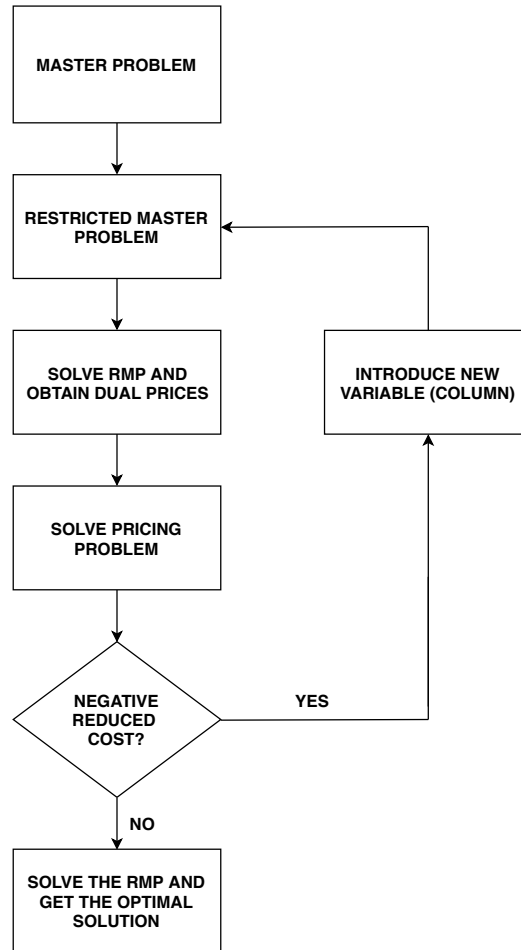 MASTER PROBLEM
RESTRICTED MASTER
PROBLEM
SOLVE RMP AND
OBTAIN DUAL PRICES
INTRODUCE NEW
VARIABLE (COLUMN)
SOLVE PRICING
PROBLEM
NEGATIVE
REDUCED
COST?
YES
NO
SOLVE THE RMP AND
GET THE OPTIMAL
SOLUTION